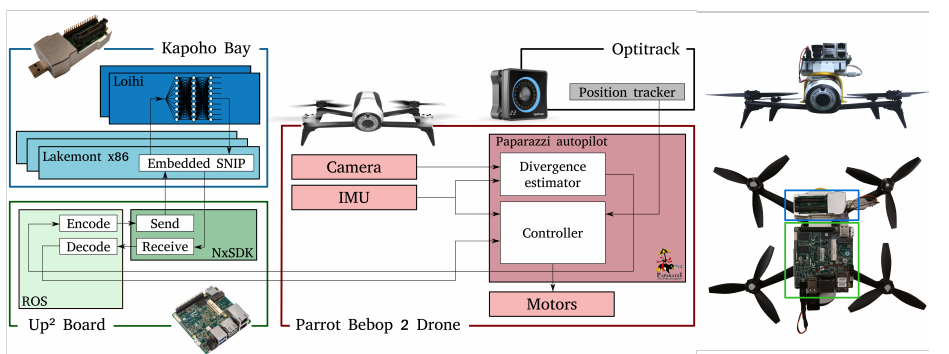 Kapoho Bay
Loihi
Lakemont x86
Embedded SNIP
Encode
Send
Decode
Receive
NxSDK
ROS
Up² Board
Optitrack
Position tracker
Paparazzi autopilot
Camera
IMU
Divergence
estimator
Controller
PAPARAZZI
Motors
Parrot Bebop 2 Drone